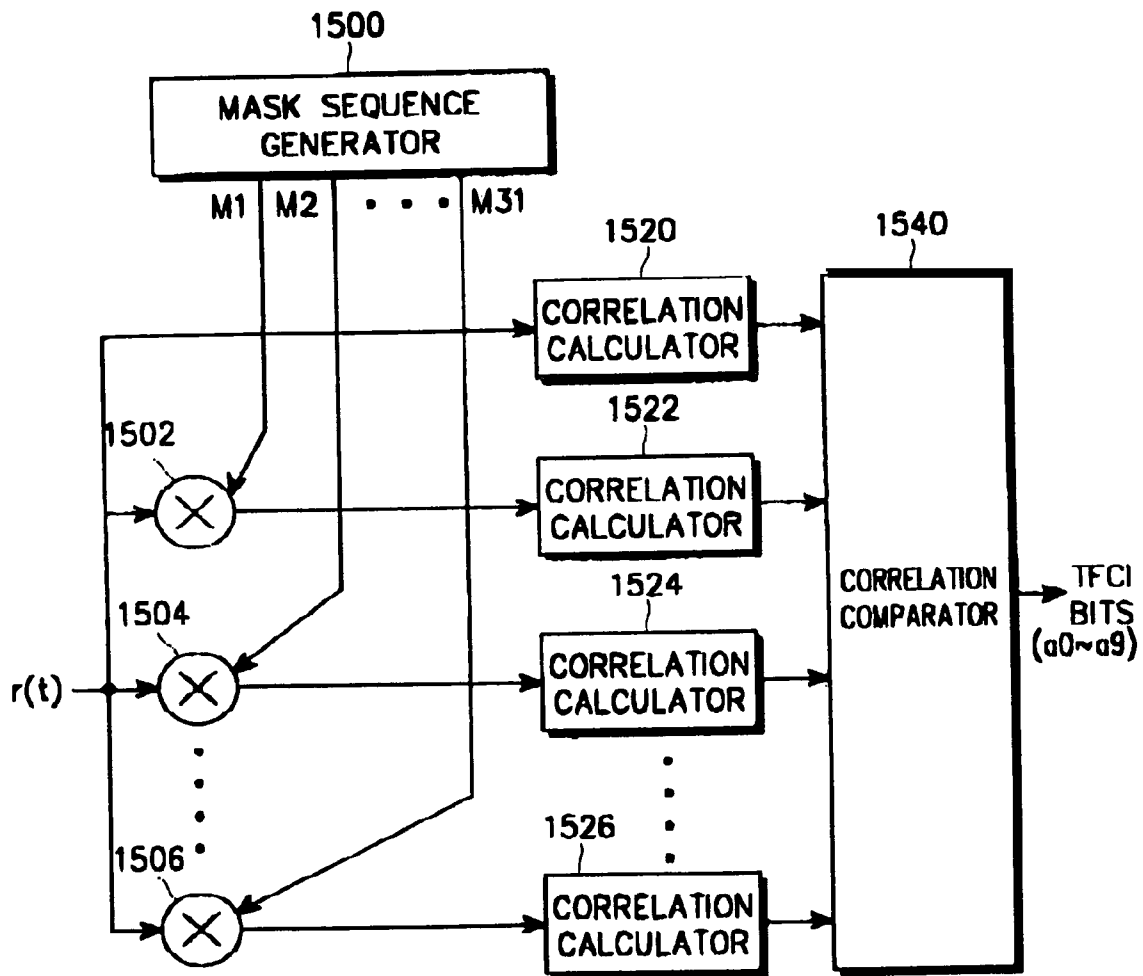 1500
MASK SEQUENCE
GENERATOR
M1 M2 • • • M31
1520
1540
CORRELATION
CALCULATOR
1502
1522
CORRELATION
CALCULATOR
1504
1524
CORRELATION
COMPARATOR
TFCI
BITS
(a0~a9)
CORRELATION
CALCULATOR
r(t)
1506
1526
CORRELATION
CALCULATOR